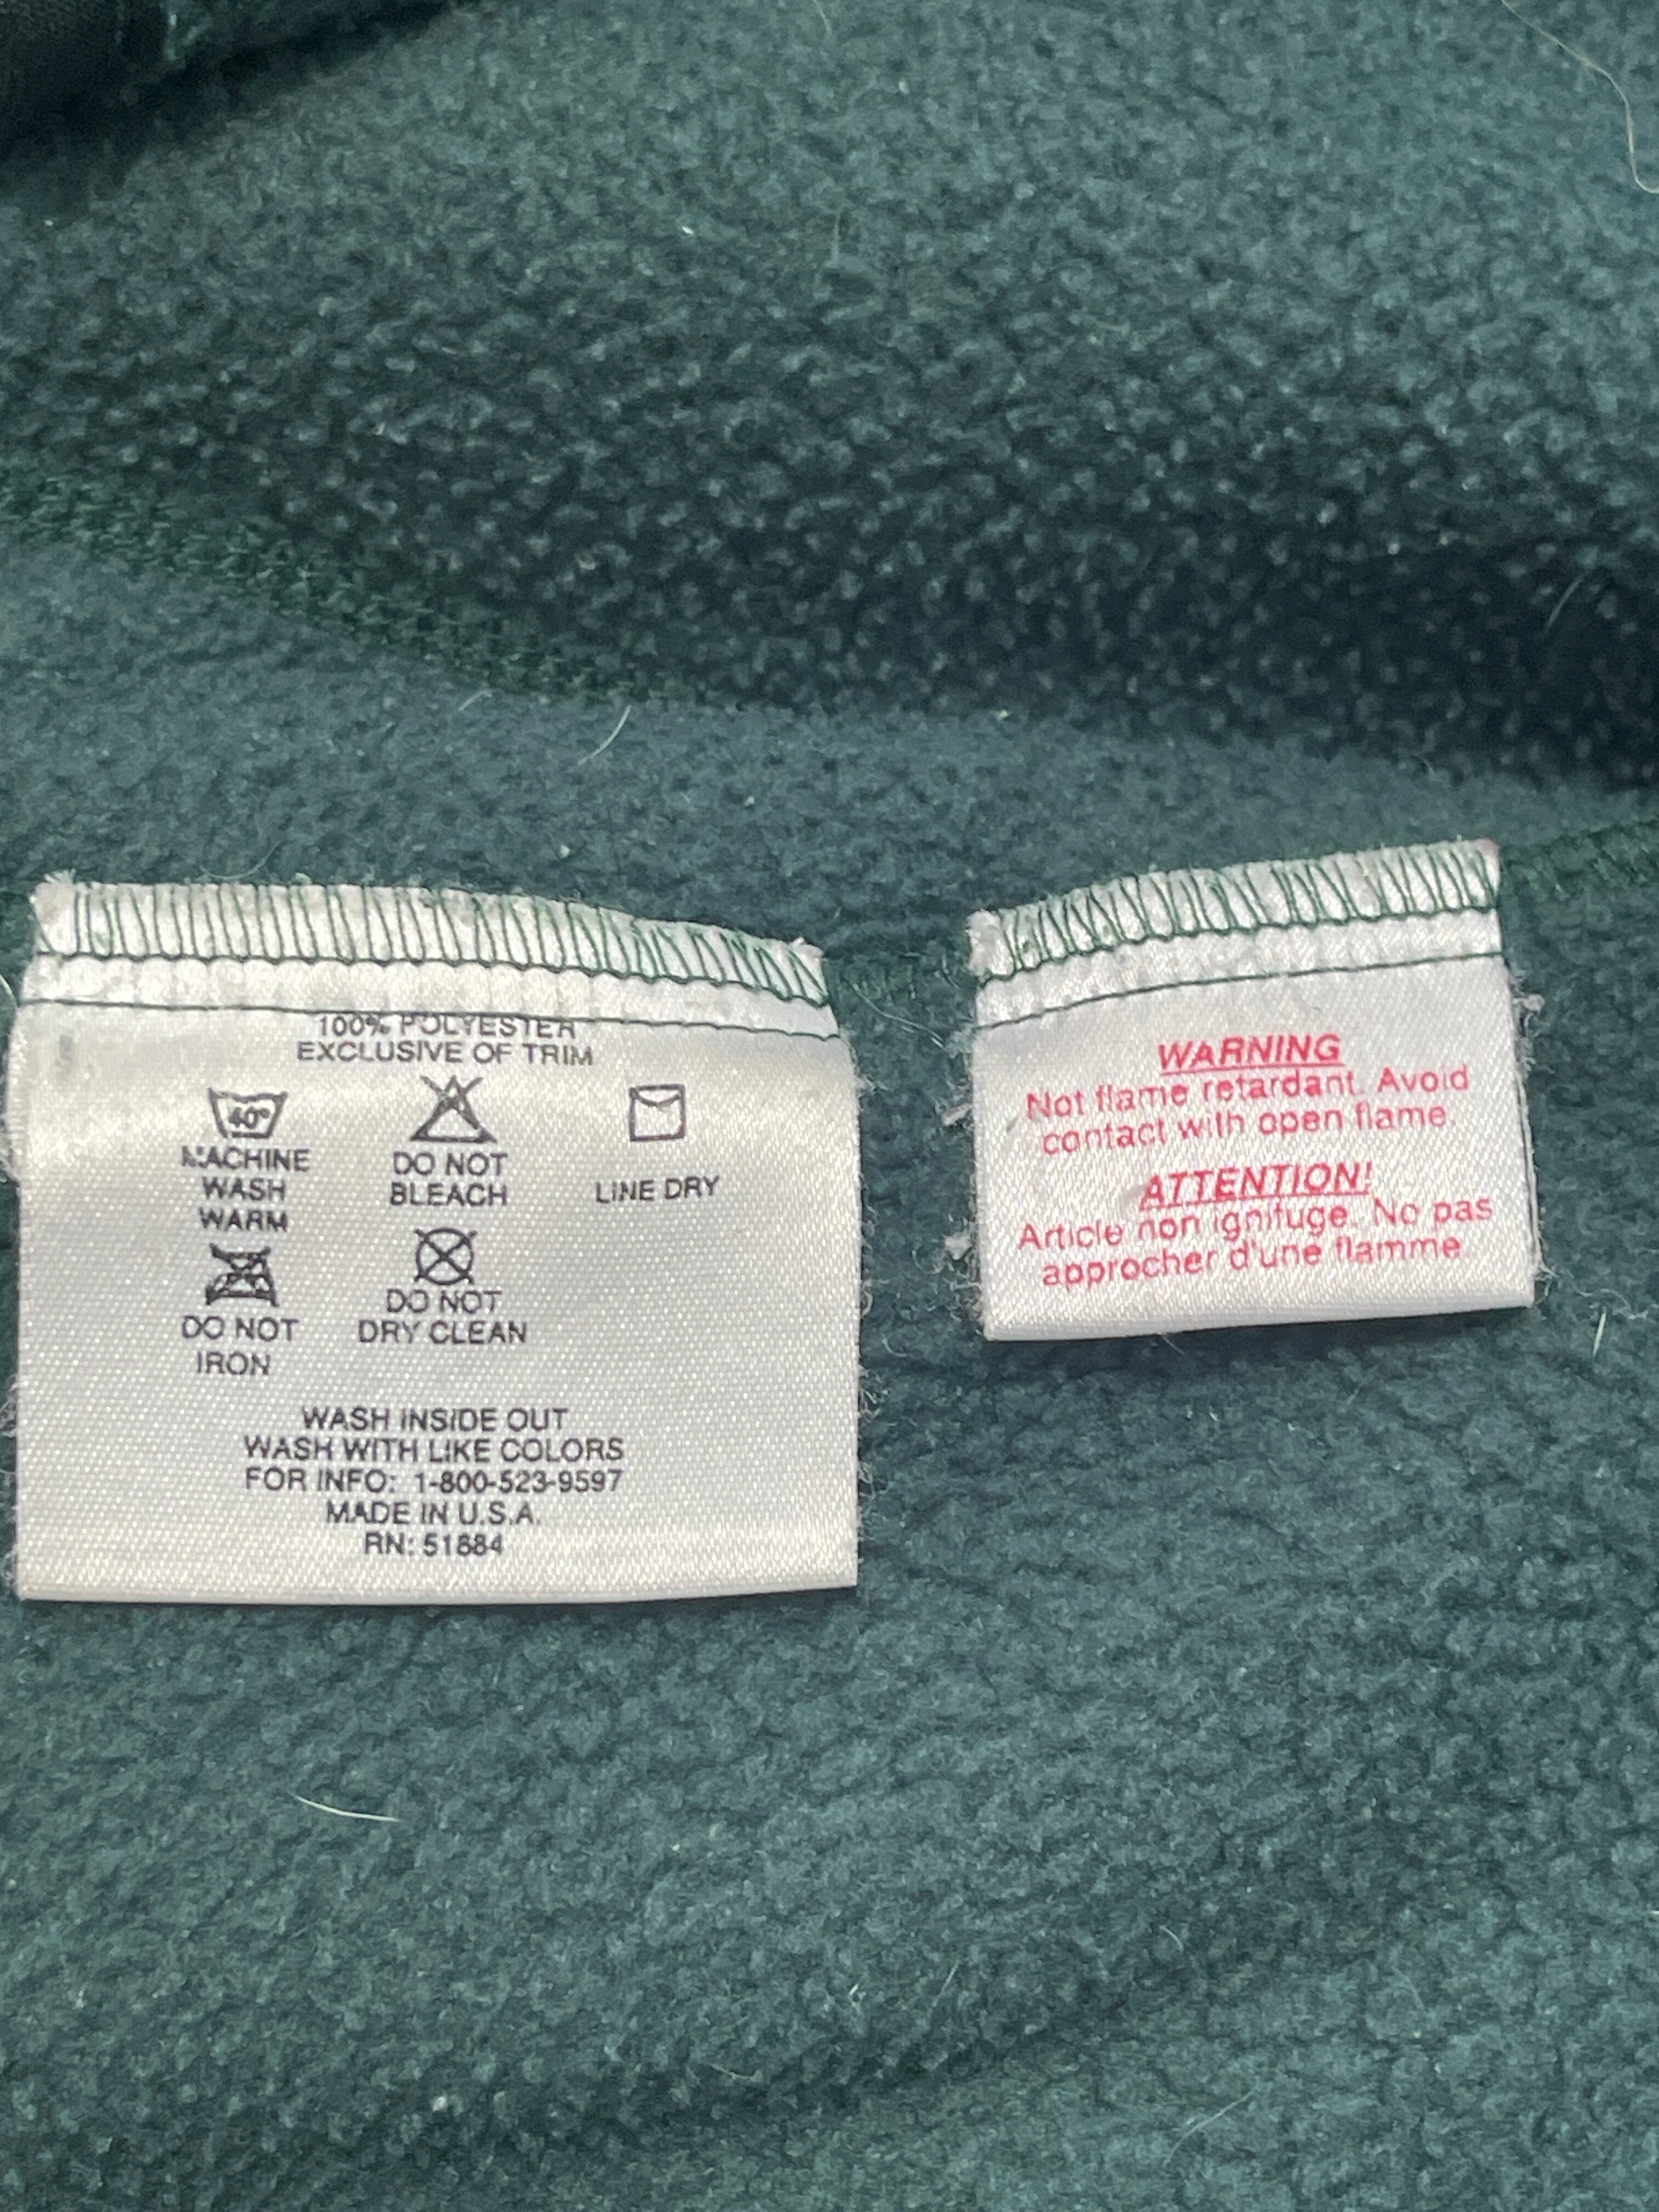 100% POLYESTER
EXCLUSIVE OF TRIM
40°
MACHINE
WASH
WARM
DO NOT
BLEACH
LINE DRY
DO NOT
IRON
DO NOT
DRY CLEAN
WASH INSIDE OUT
WASH WITH LIKE COLORS
FOR INFO: 1-800-523-9597
MADE IN U.S.A.
RN: 51884
WARNING
Not flame retardant. Avoid
contact with open flame
ATTENTION!
Article non ignifuge. No pas
approcher d'une flamme